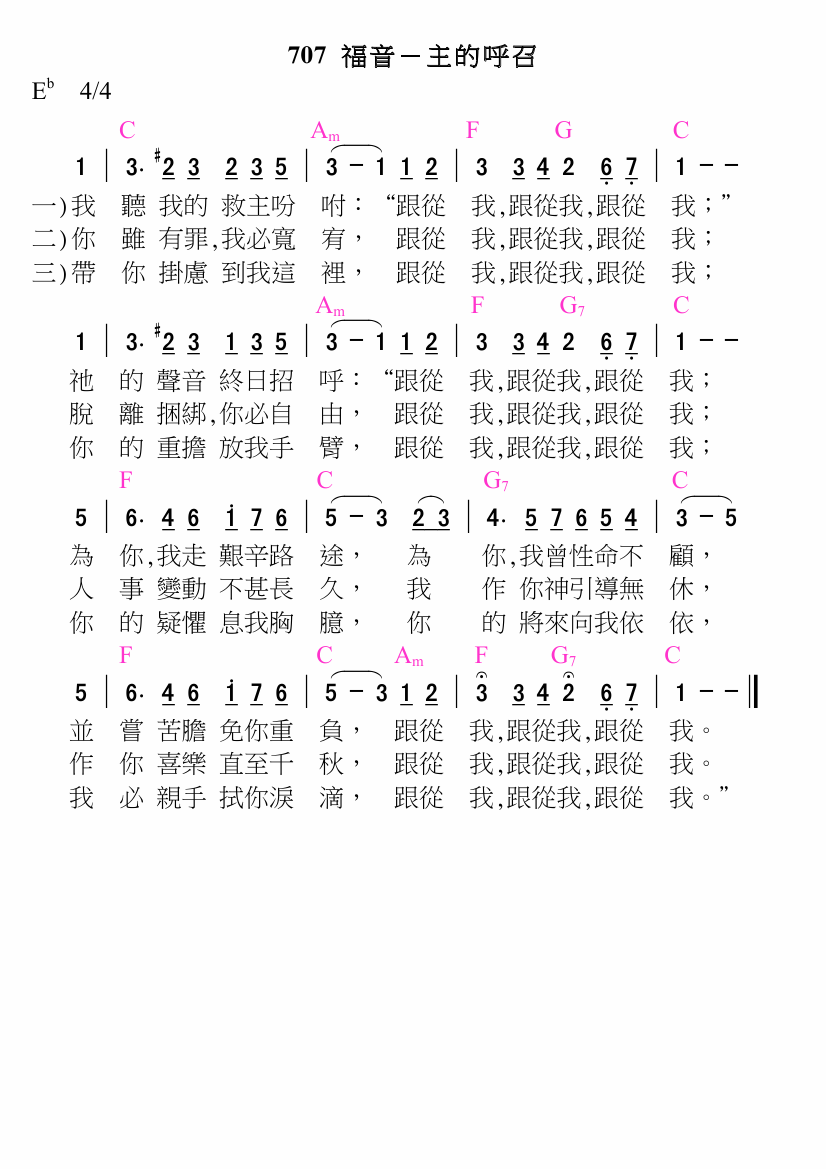 707 福音－主的呼召
E♭ 4/4
C Am F G C
1 | 3. #2 3 2 3 5 | 3 - 1 1 2 | 3 3 4 2 6̣ 7̣ | 1 - -
一)我 聽 我的 救主吩 咐：“跟從 我,跟從我,跟從 我；”
二)你 雖 有罪,我必寬 宥， 跟從 我,跟從我,跟從 我；
三)帶 你 掛慮 到我這 裡， 跟從 我,跟從我,跟從 我；
Am F G7 C
1 | 3. #2 3 1 3 5 | 3 - 1 1 2 | 3 3 4 2 6̣ 7̣ | 1 - -
祂 的 聲音 終日招 呼：“跟從 我,跟從我,跟從 我；
脫 離 捆綁,你必自 由， 跟從 我,跟從我,跟從 我；
你 的 重擔 放我手 臂， 跟從 我,跟從我,跟從 我；
F C G7 C
5 | 6. 4 6 1̇ 7 6 | 5 - 3 2 3 | 4. 5 7 6 5 4 | 3 - 5
為 你,我走 艱辛路 途， 為 你,我曾性命不 顧，
人 事 變動 不甚長 久， 我 作 你神引導無 休，
你 的 疑懼 息我胸 臆， 你 的 將來向我依 依，
F C Am F G7 C
5 | 6. 4 6 1̇ 7 6 | 5 - 3 1 2 | 3 3 4 2 6̣ 7̣ | 1 - - ‖
並 嘗 苦膽 免你重 負， 跟從 我,跟從我,跟從 我。
作 你 喜樂 直至千 秋， 跟從 我,跟從我,跟從 我。
我 必 親手 拭你淚 滴， 跟從 我,跟從我,跟從 我。”